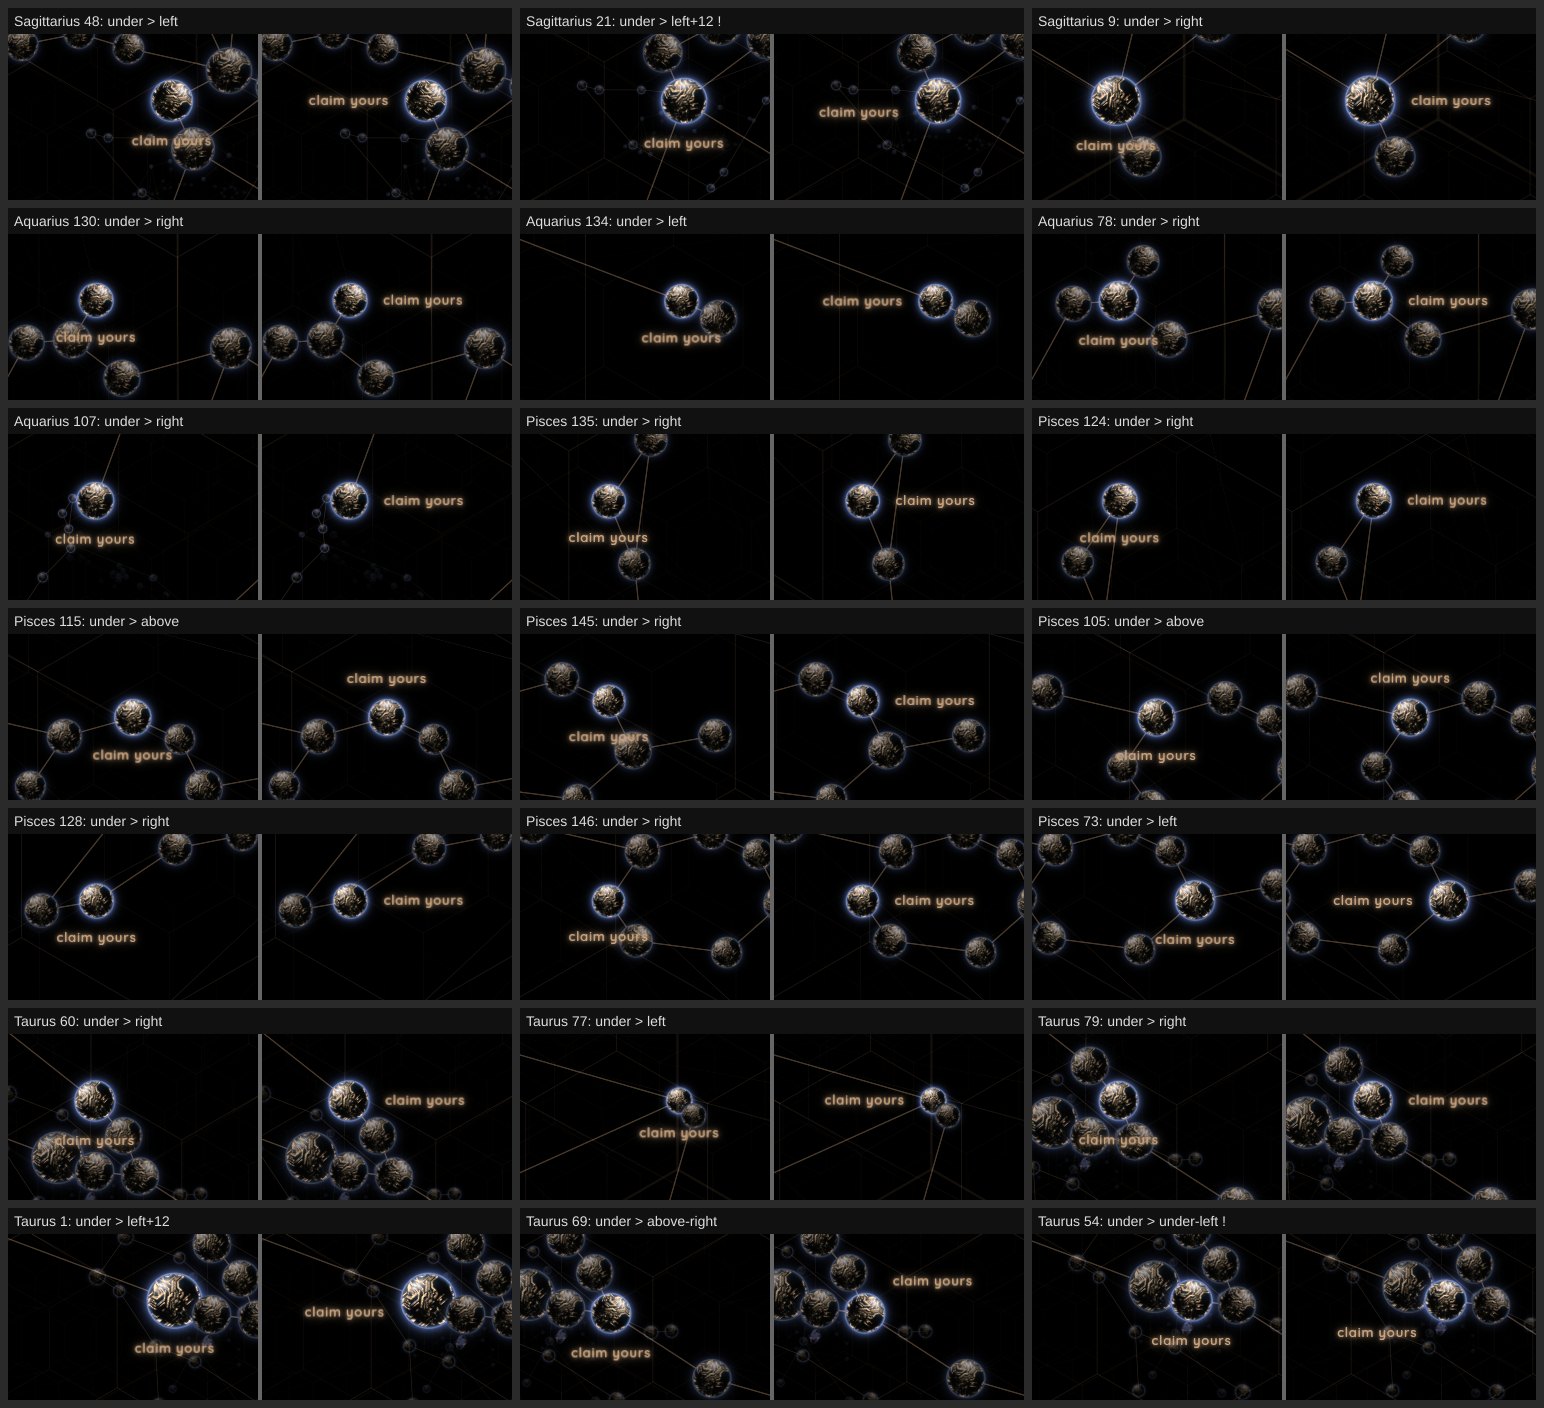 Sagittarius 48: under > left
claim yours
claim yours
Sagittarius 21: under > left+12 !
claim yours
claim yours
Sagittarius 9: under > right
claim yours
claim yours
Aquarius 130: under > right
claim yours
claim yours
Aquarius 134: under > left
claim yours
claim yours
Aquarius 78: under > right
claim yours
claim yours
Aquarius 107: under > right
claim yours
claim yours
Pisces 135: under > right
claim yours
claim yours
Pisces 124: under > right
claim yours
claim yours
Pisces 115: under > above
claim yours
claim yours
Pisces 145: under > right
claim yours
claim yours
Pisces 105: under > above
claim yours
claim yours
Pisces 128: under > right
claim yours
claim yours
Pisces 146: under > right
claim yours
claim yours
Pisces 73: under > left
claim yours
claim yours
Taurus 60: under > right
claim yours
claim yours
Taurus 77: under > left
claim yours
claim yours
Taurus 79: under > right
claim yours
claim yours
Taurus 1: under > left+12
claim yours
claim yours
Taurus 69: under > above-right
claim yours
claim yours
Taurus 54: under > under-left !
claim yours
claim yours